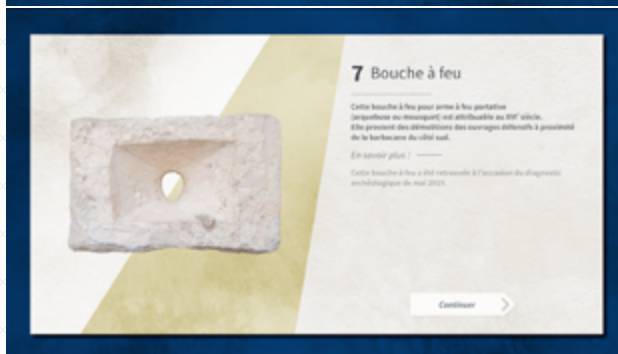 7 Bouche à feu
Cette bouche à feu pour arme à feu portative
(arquebuse ou mousquet) est attribuable au XVIᵉ siècle.
Elle provient des démolitions des ouvrages défensifs à proximité
de la barbacane du côté sud.
En savoir plus !
Cette bouche à feu a été retrouvée à l'occasion du diagnostic
archéologique de mai 2015.
Continuer